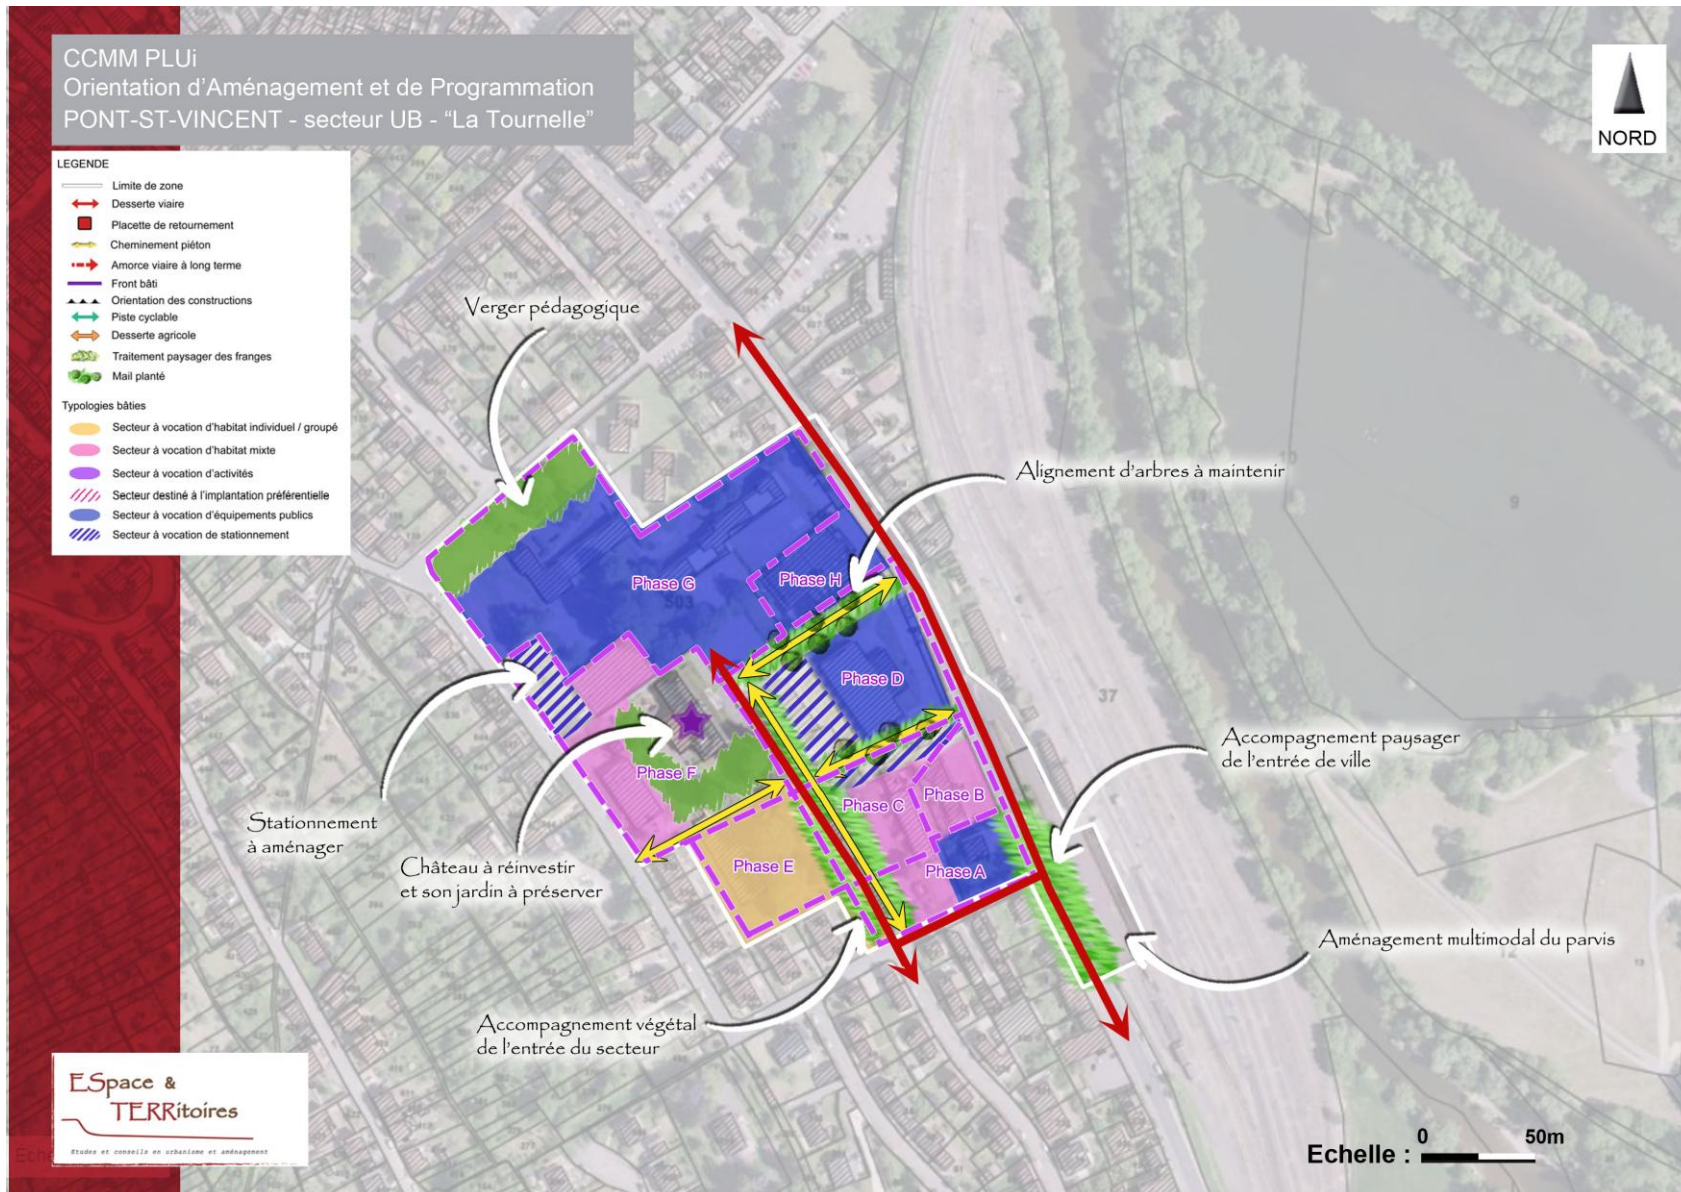 CCMM PLUi
Orientation d'Aménagement et de Programmation
PONT-ST-VINCENT - secteur UB - "La Tournelle"
NORD
LEGENDE
Limite de zone
Desserte viaire
Placette de retournement
Cheminement piéton
Amorce viaire à long terme
Front bâti
Orientation des constructions
Piste cyclable
Desserte agricole
Traitement paysager des franges
Mail planté
Typologies bâties
Secteur à vocation d'habitat individuel / groupé
Secteur à vocation d'habitat mixte
Secteur à vocation d'activités
Secteur destiné à l'implantation préférentielle
Secteur à vocation d'équipements publics
Secteur à vocation de stationnement
Verger pédagogique
Alignement d'arbres à maintenir
Phase G
503
Phase H
Phase D
37
9
Accompagnement paysager
de l'entrée de ville
Phase F
Phase C
Phase B
Phase E
Phase A
Stationnement
à aménager
Château à réinvestir
et son jardin à préserver
Aménagement multimodal du parvis
Accompagnement végétal
de l'entrée du secteur
ESpace &
TERRitoires
Etudes et conseils en urbanisme et aménagement
Echelle :
0
50m